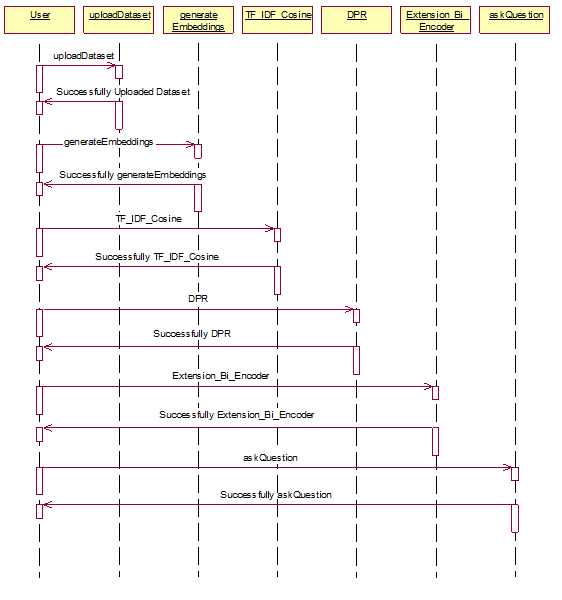 User
uploadDataset
generate
Embeddings
TF_IDF_Cosine
DPR
Extension_Bi_
Encoder
askQuestion
uploadDataset
Successfully Uploaded Dataset
generateEmbeddings
Successfully generateEmbeddings
TF_IDF_Cosine
Successfully TF_IDF_Cosine
DPR
Successfully DPR
Extension_Bi_Encoder
Successfully Extension_Bi_Encoder
askQuestion
Successfully askQuestion